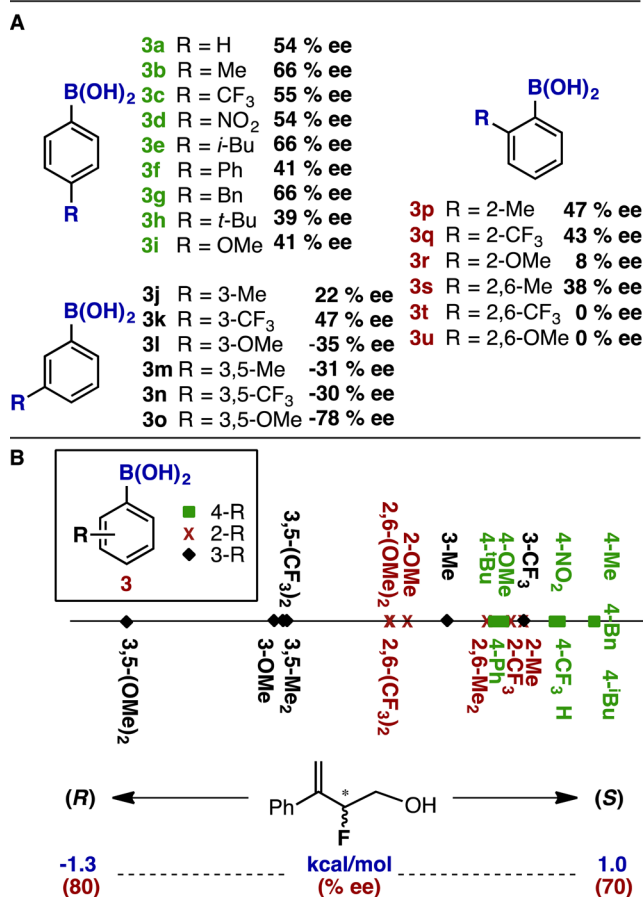 A
B(OH)2
R
3a R = H 54 % ee
3b R = Me 66 % ee
3c R = CF3 55 % ee
3d R = NO2 54 % ee
3e R = i-Bu 66 % ee
3f R = Ph 41 % ee
3g R = Bn 66 % ee
3h R = t-Bu 39 % ee
3i R = OMe 41 % ee
B(OH)2
R
3j R = 3-Me 22 % ee
3k R = 3-CF3 47 % ee
3l R = 3-OMe -35 % ee
3m R = 3,5-Me -31 % ee
3n R = 3,5-CF3 -30 % ee
3o R = 3,5-OMe -78 % ee
B(OH)2
R
3p R = 2-Me 47 % ee
3q R = 2-CF3 43 % ee
3r R = 2-OMe 8 % ee
3s R = 2,6-Me 38 % ee
3t R = 2,6-CF3 0 % ee
3u R = 2,6-OMe 0 % ee
B
B(OH)2
R
3
4-R
x 2-R
3-R
3,5-(CF3)2
2,6-(OMe)2
2-OMe
3-Me
4-tBu
4-OMe
3-CF3
4-NO2
4-Me
3,5-(OMe)2
3-OMe
3,5-Me2
2,6-(CF3)2
2,6-Me2
4-Ph
2-CF3
2-Me
4-CF3
H
4-Bn
4-iBu
(R)
Ph
*
OH
F
(S)
-1.3 kcal/mol 1.0
(80) (% ee) (70)